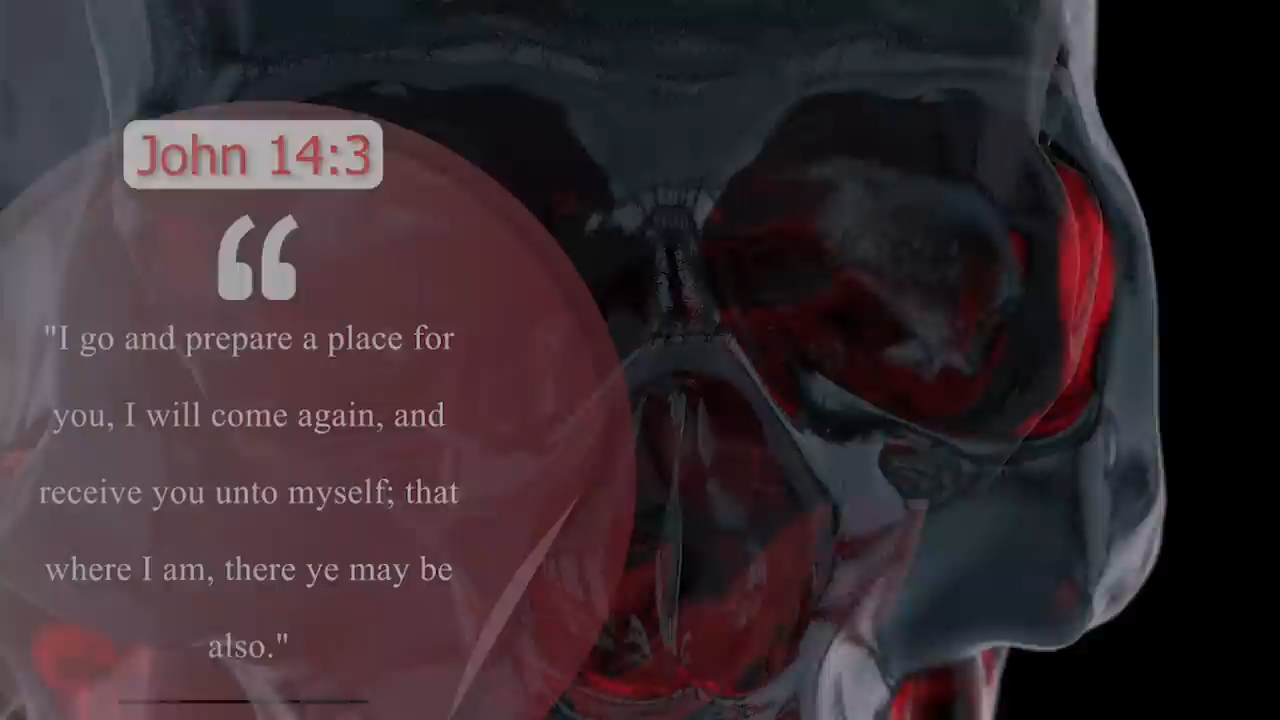 John 14:3
"I go and prepare a place for
you, I will come again, and
receive you unto myself; that
where I am, there ye may be
also."